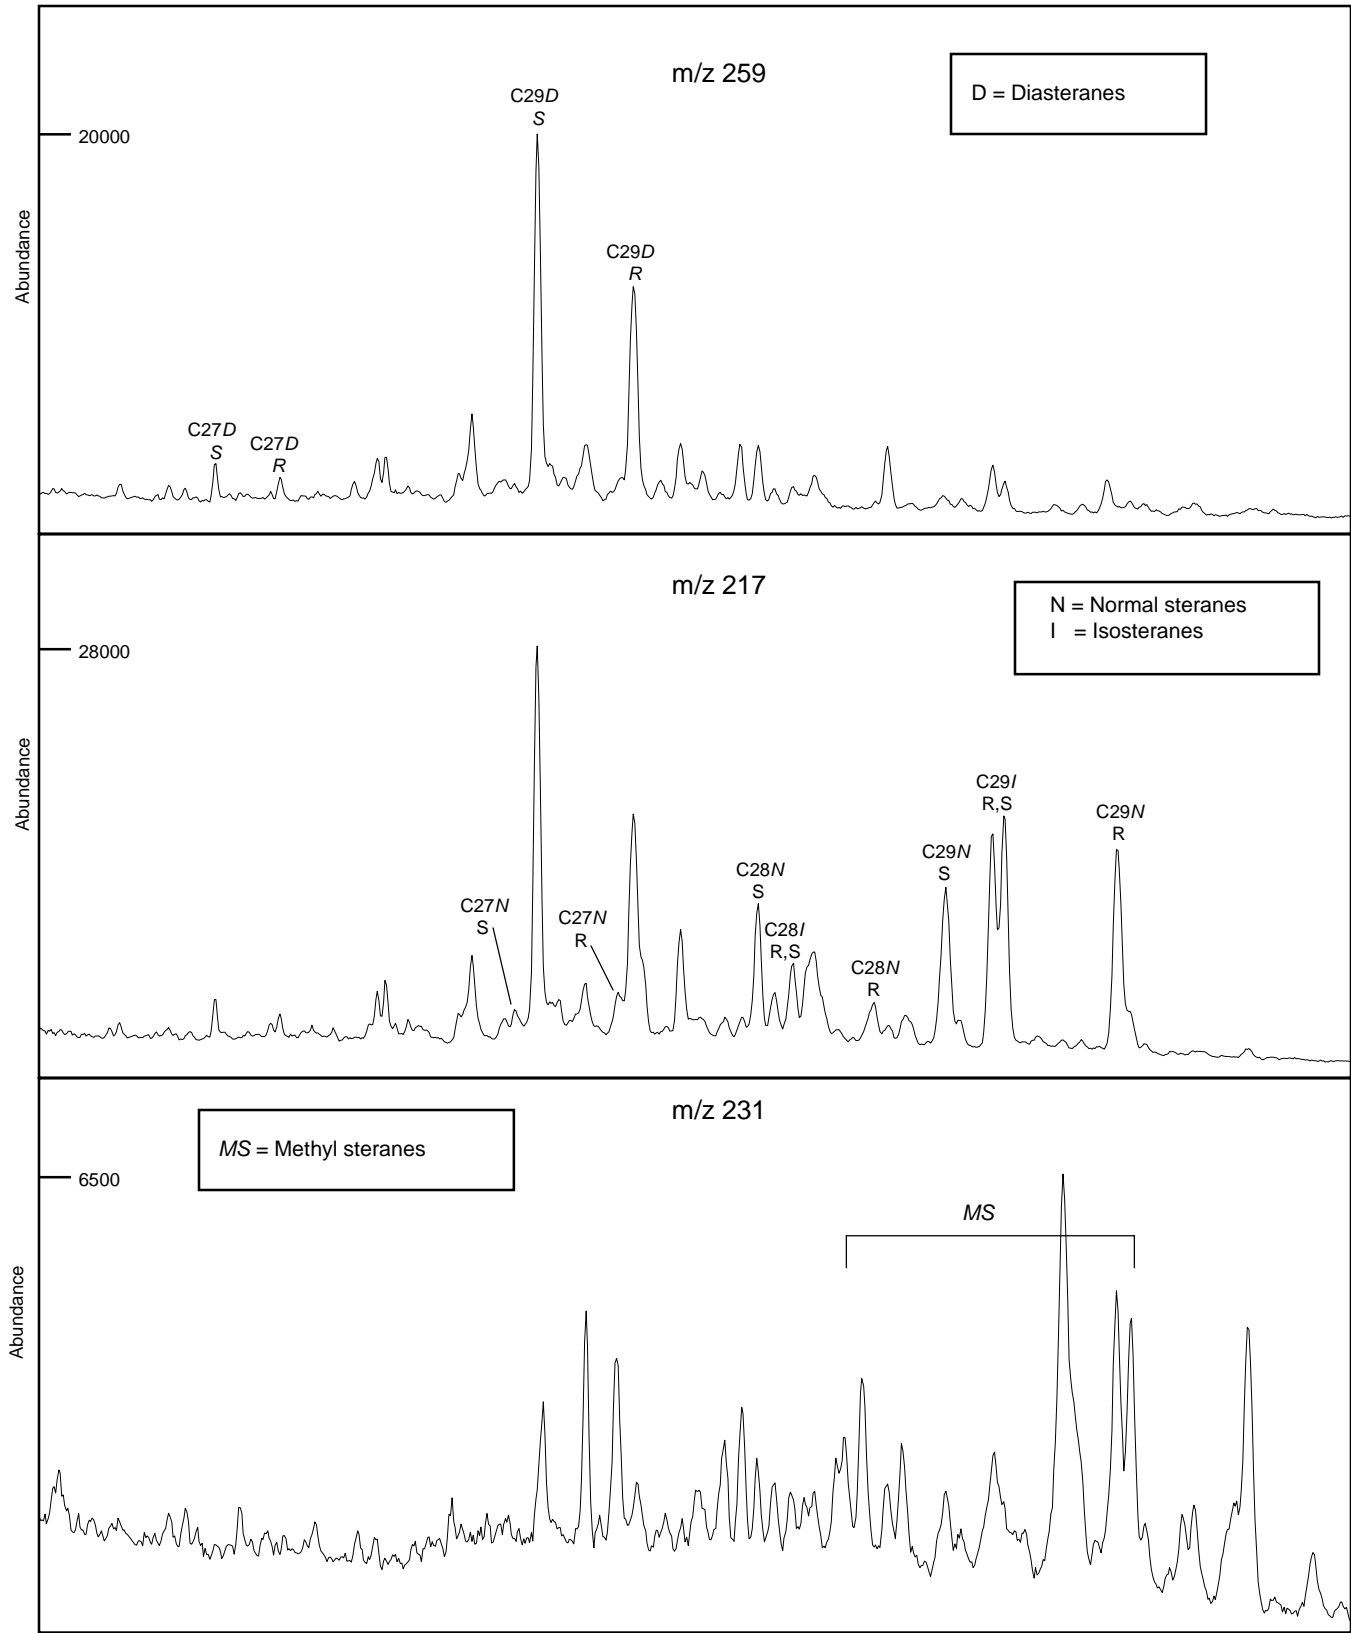 m/z 259
D = Diasteranes
C29D
S
20000
C29D
R
Abundance
C27D
S
C27D
R
m/z 217
N = Normal steranes
I = Isosteranes
28000
Abundance
C29I
R,S
C29N
R
C29N
S
C28N
S
C27N
S
C27N
R
C28I
R,S
C28N
R
m/z 231
MS = Methyl steranes
6500
MS
Abundance